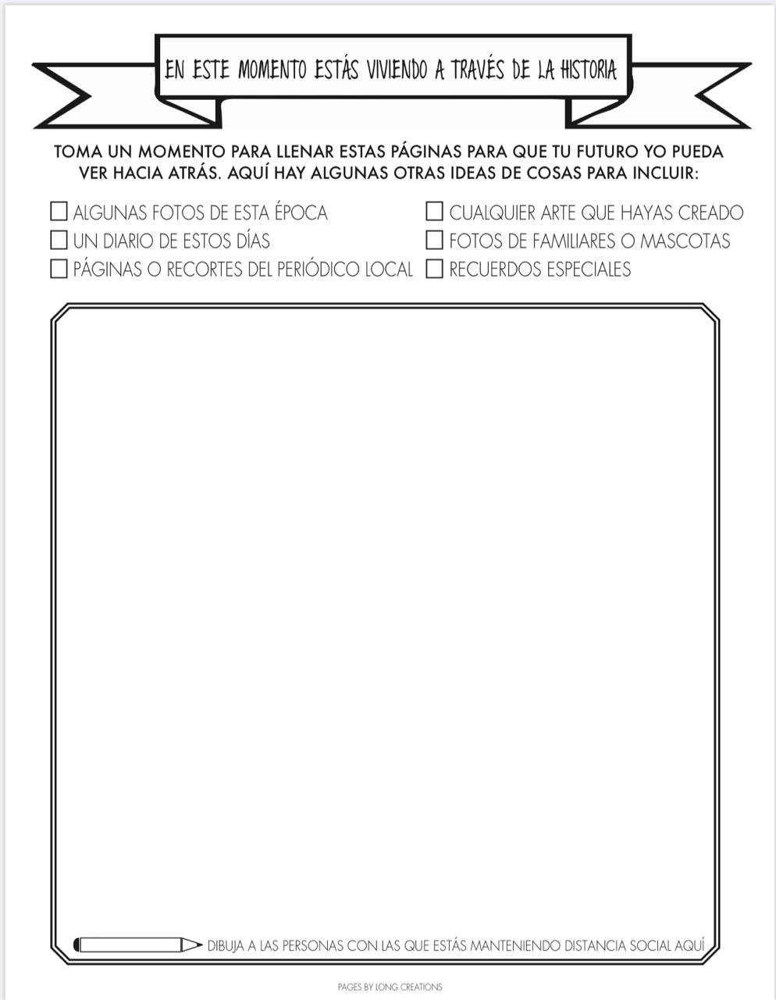 EN ESTE MOMENTO ESTÁS VIVIENDO A TRAVÉS DE LA HISTORIA
TOMA UN MOMENTO PARA LLENAR ESTAS PÁGINAS PARA QUE TU FUTURO YO PUEDA
VER HACIA ATRÁS. AQUÍ HAY ALGUNAS OTRAS IDEAS DE COSAS PARA INCLUIR:
ALGUNAS FOTOS DE ESTA ÉPOCA
UN DIARIO DE ESTOS DÍAS
PÁGINAS O RECORTES DEL PERIÓDICO LOCAL
CUALQUIER ARTE QUE HAYAS CREADO
FOTOS DE FAMILIARES O MASCOTAS
RECUERDOS ESPECIALES
DIBUJA A LAS PERSONAS CON LAS QUE ESTÁS MANTENIENDO DISTANCIA SOCIAL AQUÍ
PAGES BY LONG CREATIONS